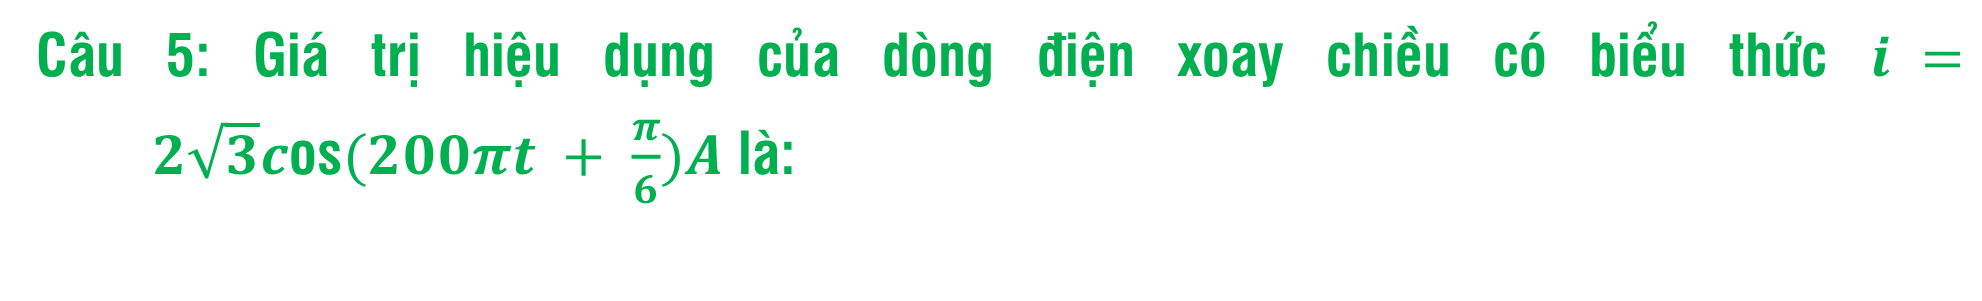 Câu 5: Giá trị hiệu dụng của dòng điện xoay chiều có biểu thức i =
2√3cos(200πt + π/6)A là: